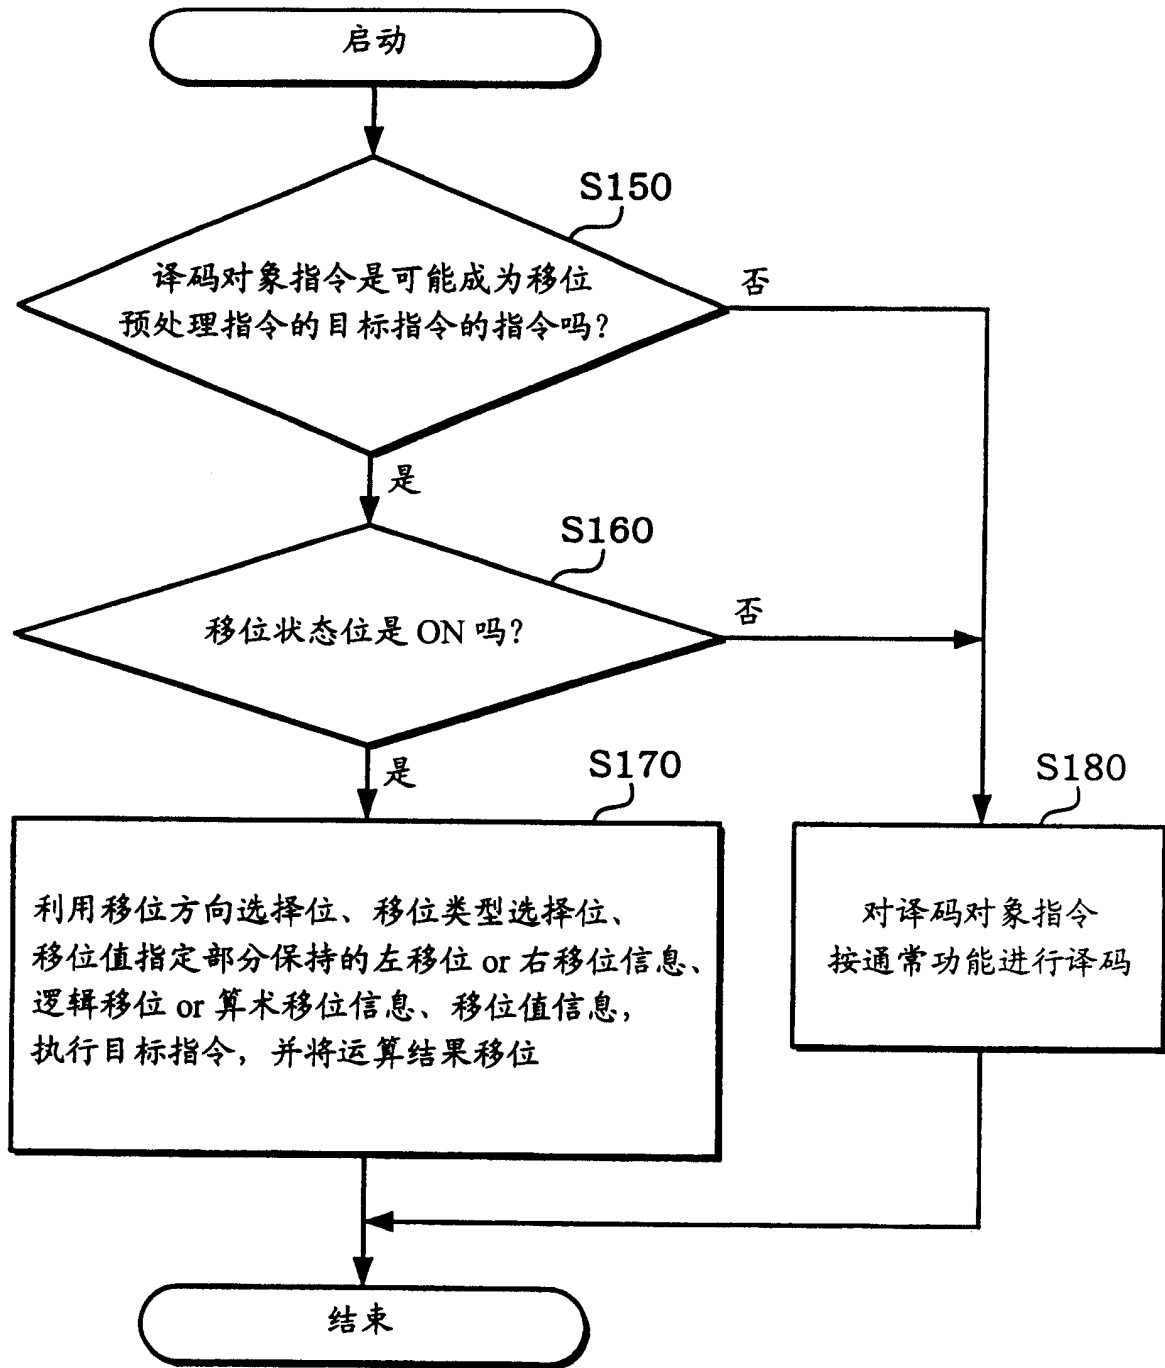 启动
S150
译码对象指令是可能成为移位
预处理指令的目标指令的指令吗?
否
是
S160
移位状态位是 ON 吗?
否
是
S170
利用移位方向选择位、移位类型选择位、
移位值指定部分保持的左移位 or 右移位信息、
逻辑移位 or 算术移位信息、移位值信息,
执行目标指令, 并将运算结果移位
S180
对译码对象指令
按通常功能进行译码
结束